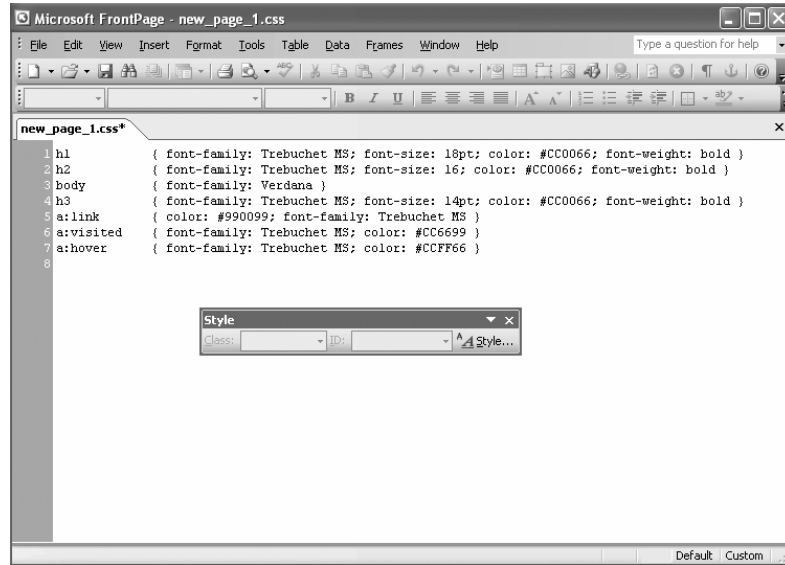 Microsoft FrontPage - new_page_1.css
File Edit View Insert Format Tools Table Data Frames Window Help Type a question for help
B I U
new_page_1.css*
1 h1 { font-family: Trebuchet MS; font-size: 18pt; color: #CC0066; font-weight: bold }
2 h2 { font-family: Trebuchet MS; font-size: 16; color: #CC0066; font-weight: bold }
3 body { font-family: Verdana }
4 h3 { font-family: Trebuchet MS; font-size: 14pt; color: #CC0066; font-weight: bold }
5 a:link { color: #990099; font-family: Trebuchet MS }
6 a:visited { font-family: Trebuchet MS; color: #CC6699 }
7 a:hover { font-family: Trebuchet MS; color: #CCFF66 }
8
Style
Class: ID: Style...
Default Custom